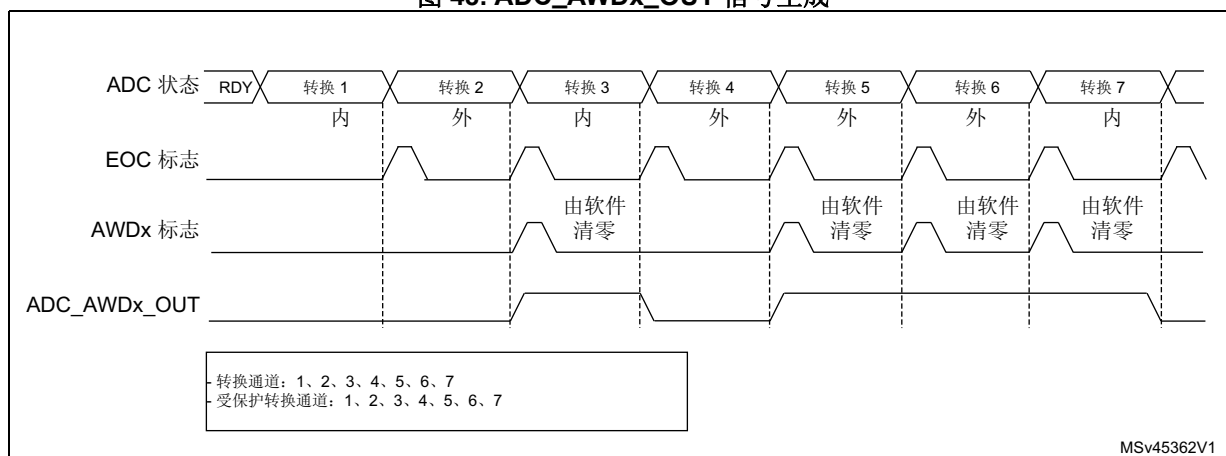 图 48. ADC_AWDx_OUT 信号生成
ADC 状态 RDY 转换 1 转换 2 转换 3 转换 4 转换 5 转换 6 转换 7
内 外 内 外 外 外 内
EOC 标志
由软件 由软件 由软件 由软件
清零 清零 清零 清零
AWDx 标志
ADC_AWDx_OUT
- 转换通道：1、2、3、4、5、6、7
- 受保护转换通道：1、2、3、4、5、6、7
MSv45362V1